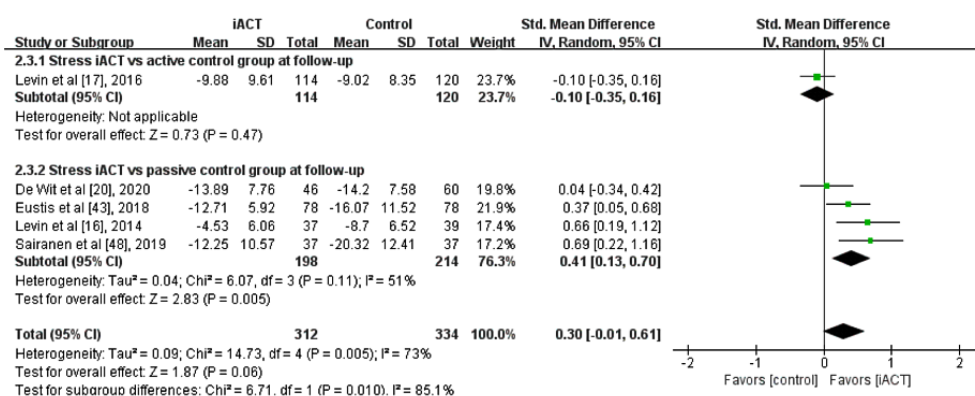 iACT Control Std. Mean Difference Std. Mean Difference
Study or Subgroup Mean SD Total Mean SD Total Weight IV, Random, 95% CI IV, Random, 95% CI
2.3.1 Stress iACT vs active control group at follow-up
Levin et al [17], 2016 -9.88 9.61 114 -9.02 8.35 120 23.7% -0.10 [-0.35, 0.16]
Subtotal (95% CI) 114 120 23.7% -0.10 [-0.35, 0.16]
Heterogeneity: Not applicable
Test for overall effect: Z = 0.73 (P = 0.47)
2.3.2 Stress iACT vs passive control group at follow-up
De Wit et al [20], 2020 -13.89 7.76 46 -14.2 7.58 60 19.8% 0.04 [-0.34, 0.42]
Eustis et al [43], 2018 -12.71 5.92 78 -16.07 11.52 78 21.9% 0.37 [0.05, 0.68]
Levin et al [16], 2014 -4.53 6.06 37 -8.7 6.52 39 17.4% 0.66 [0.19, 1.12]
Sairanen et al [48], 2019 -12.25 10.57 37 -20.32 12.41 37 17.2% 0.69 [0.22, 1.16]
Subtotal (95% CI) 198 214 76.3% 0.41 [0.13, 0.70]
Heterogeneity: Tau² = 0.04; Chi² = 6.07, df = 3 (P = 0.11); I² = 51%
Test for overall effect: Z = 2.83 (P = 0.005)
Total (95% CI) 312 334 100.0% 0.30 [-0.01, 0.61]
Heterogeneity: Tau² = 0.09; Chi² = 14.73, df = 4 (P = 0.005); I² = 73%
Test for overall effect: Z = 1.87 (P = 0.06)
Test for subgroup differences: Chi² = 6.71, df = 1 (P = 0.010), I² = 85.1%
-2 -1 0 1 2
Favors [control] Favors [iACT]